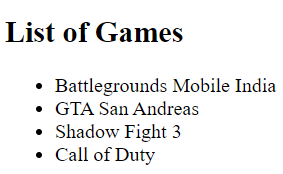 List of Games
Battlegrounds Mobile India
GTA San Andreas
Shadow Fight 3
Call of Duty